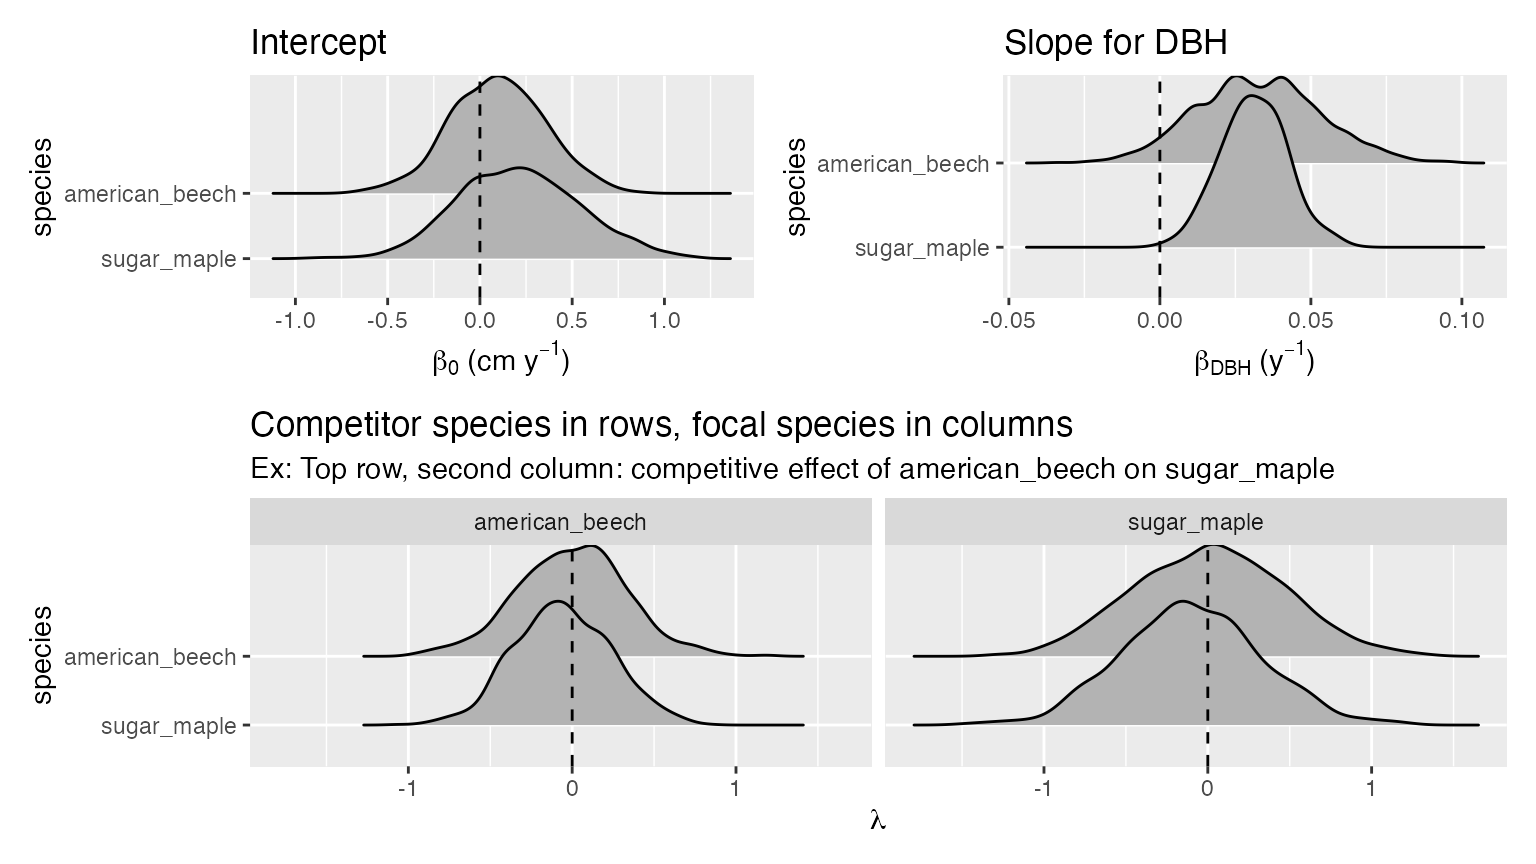 Intercept
species
american_beech
sugar_maple
-1.0 -0.5 0.0 0.5 1.0
β0 (cm y−1)
Slope for DBH
species
american_beech
sugar_maple
-0.05 0.00 0.05 0.10
βDBH (y−1)
Competitor species in rows, focal species in columns
Ex: Top row, second column: competitive effect of american_beech on sugar_maple
american_beech sugar_maple
species
american_beech
sugar_maple
-1 0 1 -1 0 1
λ